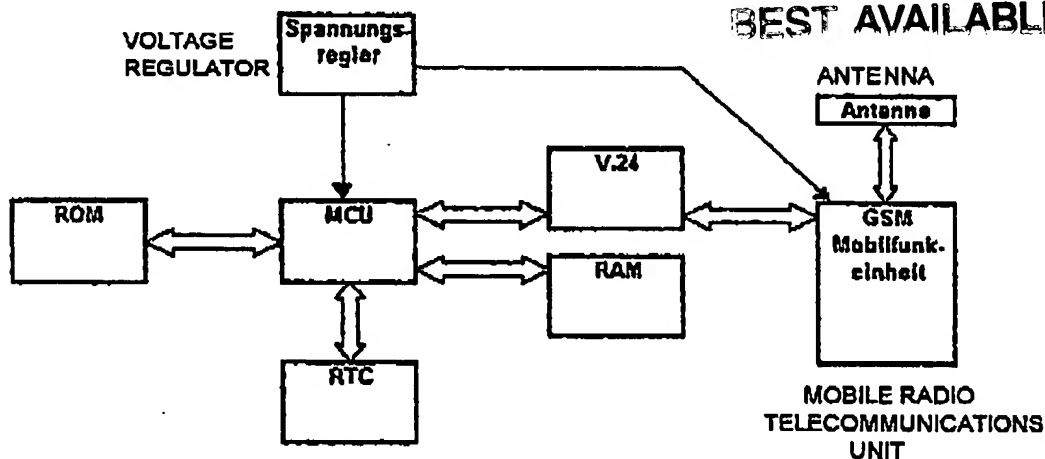 BEST AVAILABL
VOLTAGE
REGULATOR
Spannungs-
regler
ANTENNA
Antenne
V.24
ROM
MCU
GSM
Mobilfunk-
einheit
RAM
RTC
MOBILE RADIO
TELECOMMUNICATIONS
UNIT